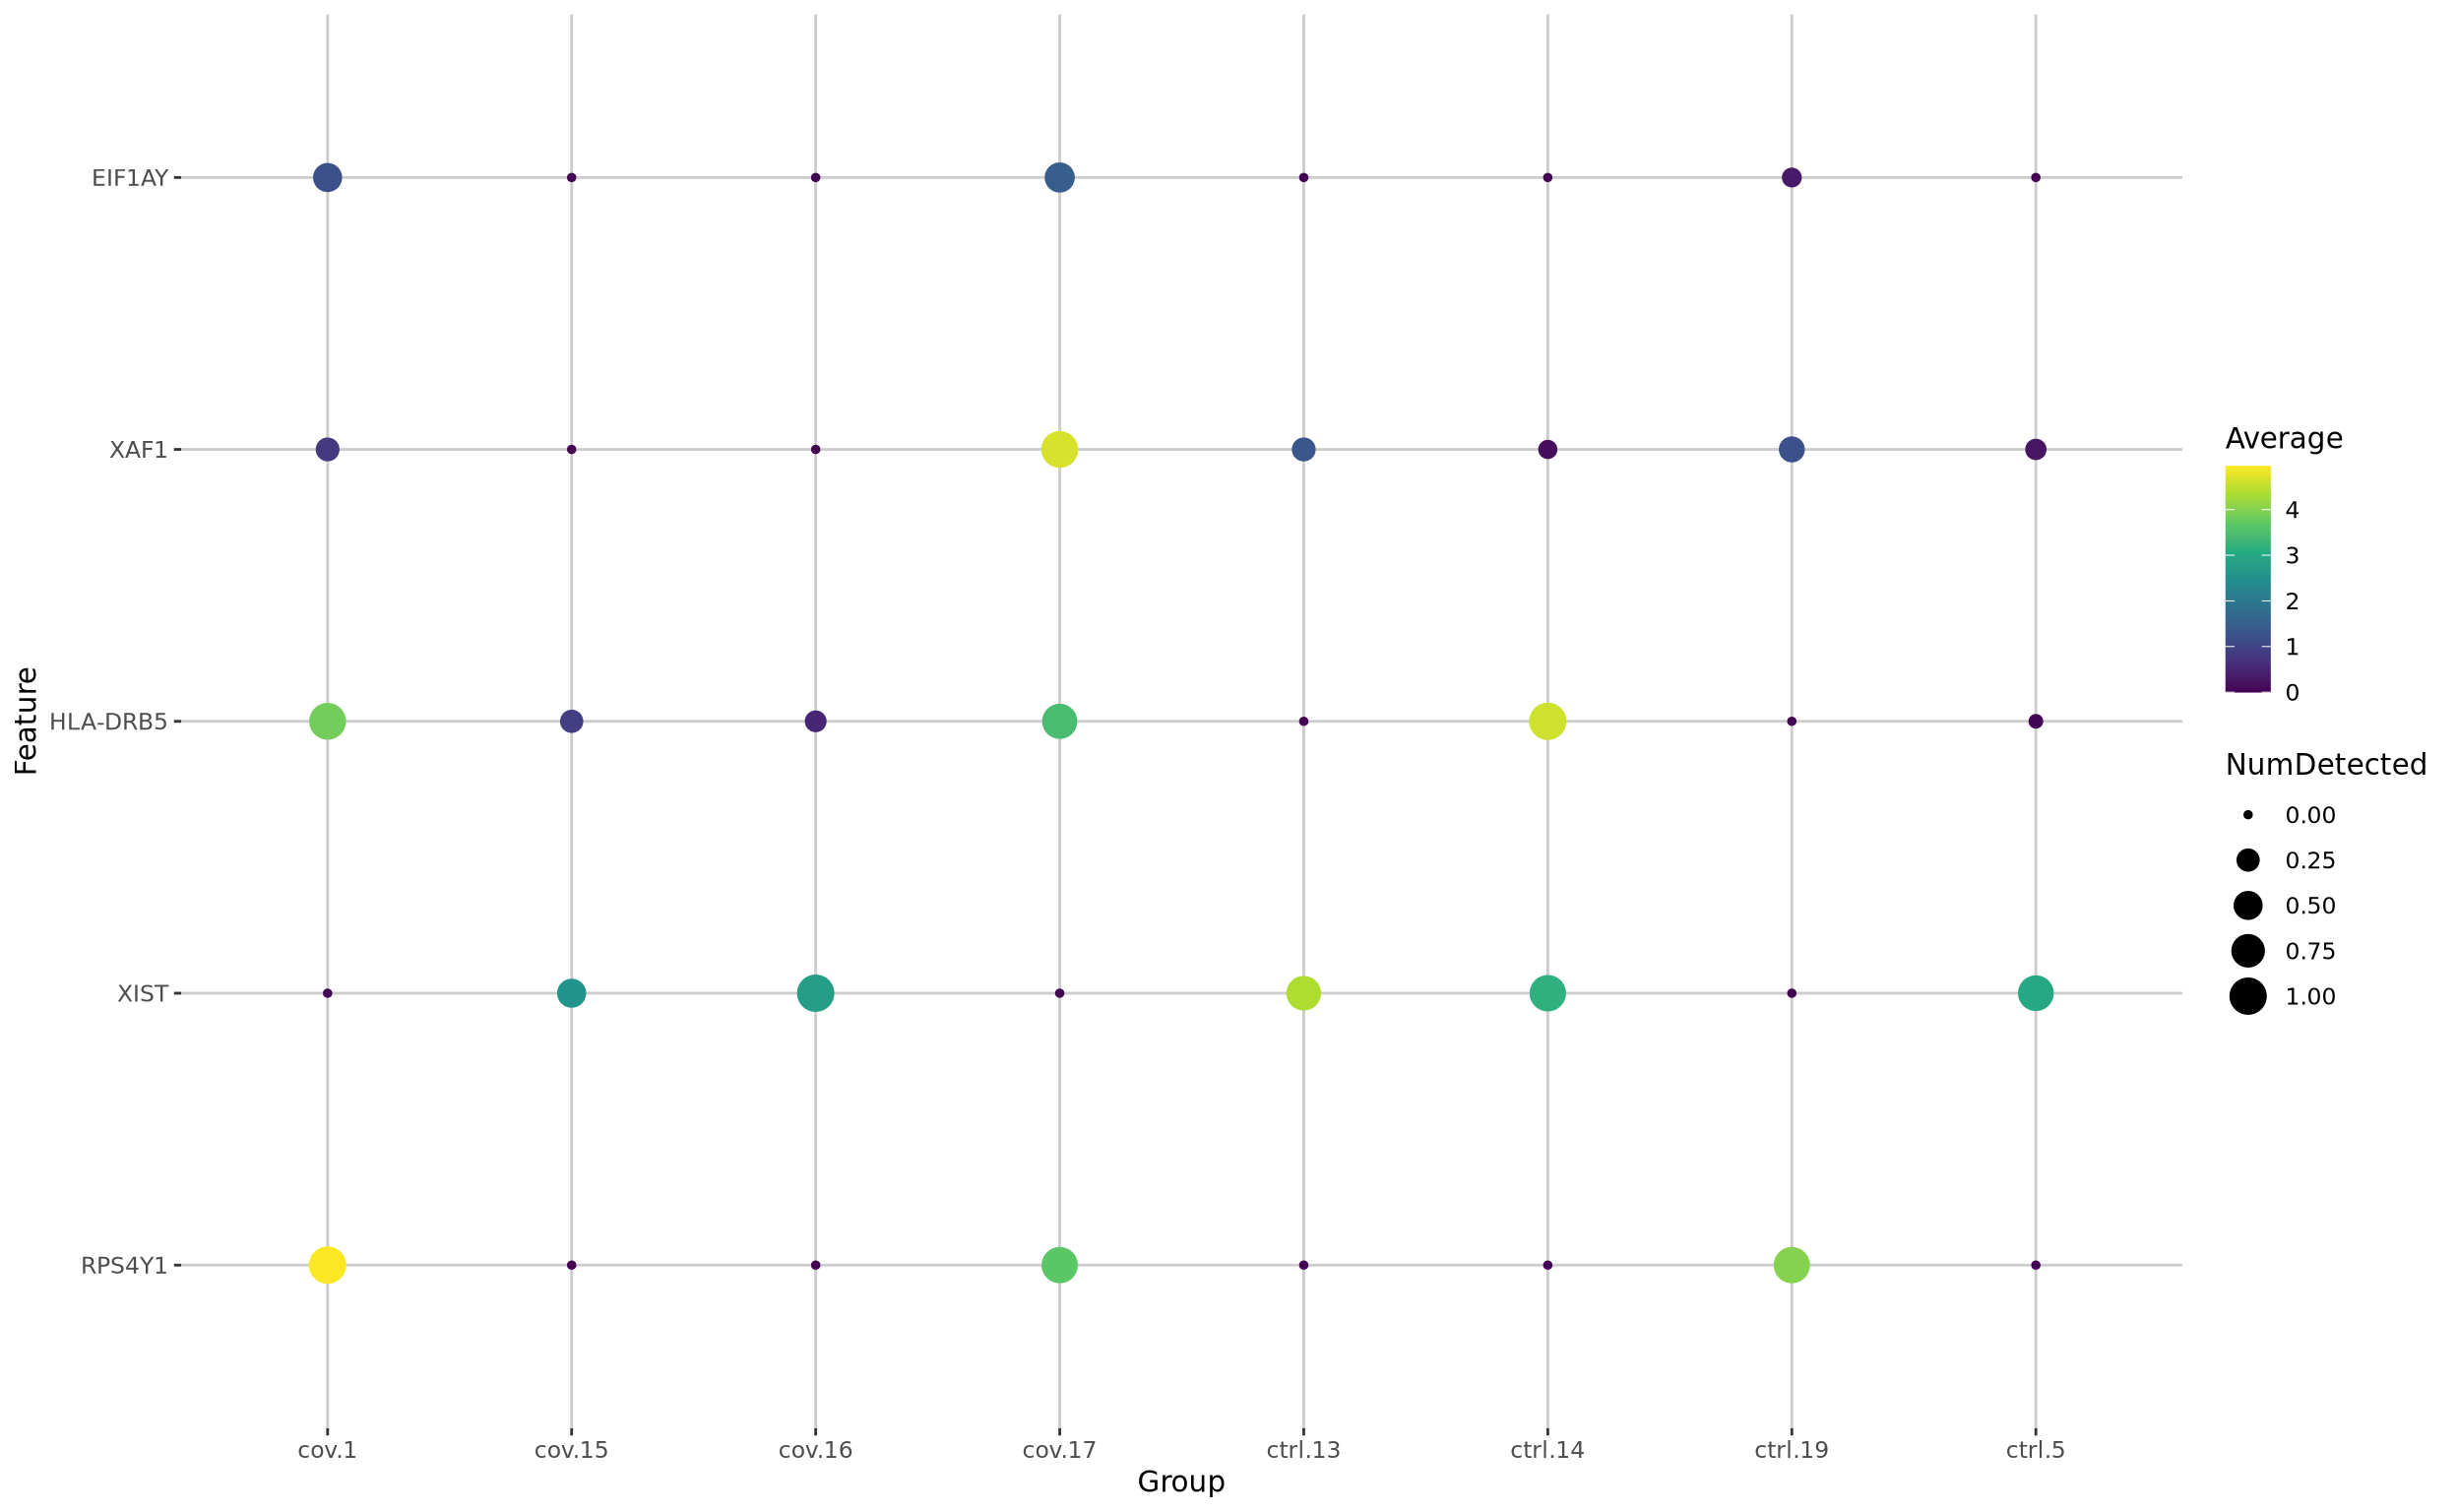 EIF1AY
XAF1
HLA-DRB5
XIST
RPS4Y1
Feature
cov.1 cov.15 cov.16 cov.17 ctrl.13 ctrl.14 ctrl.19 ctrl.5
Group
Average
4
3
2
1
0
NumDetected
0.00
0.25
0.50
0.75
1.00